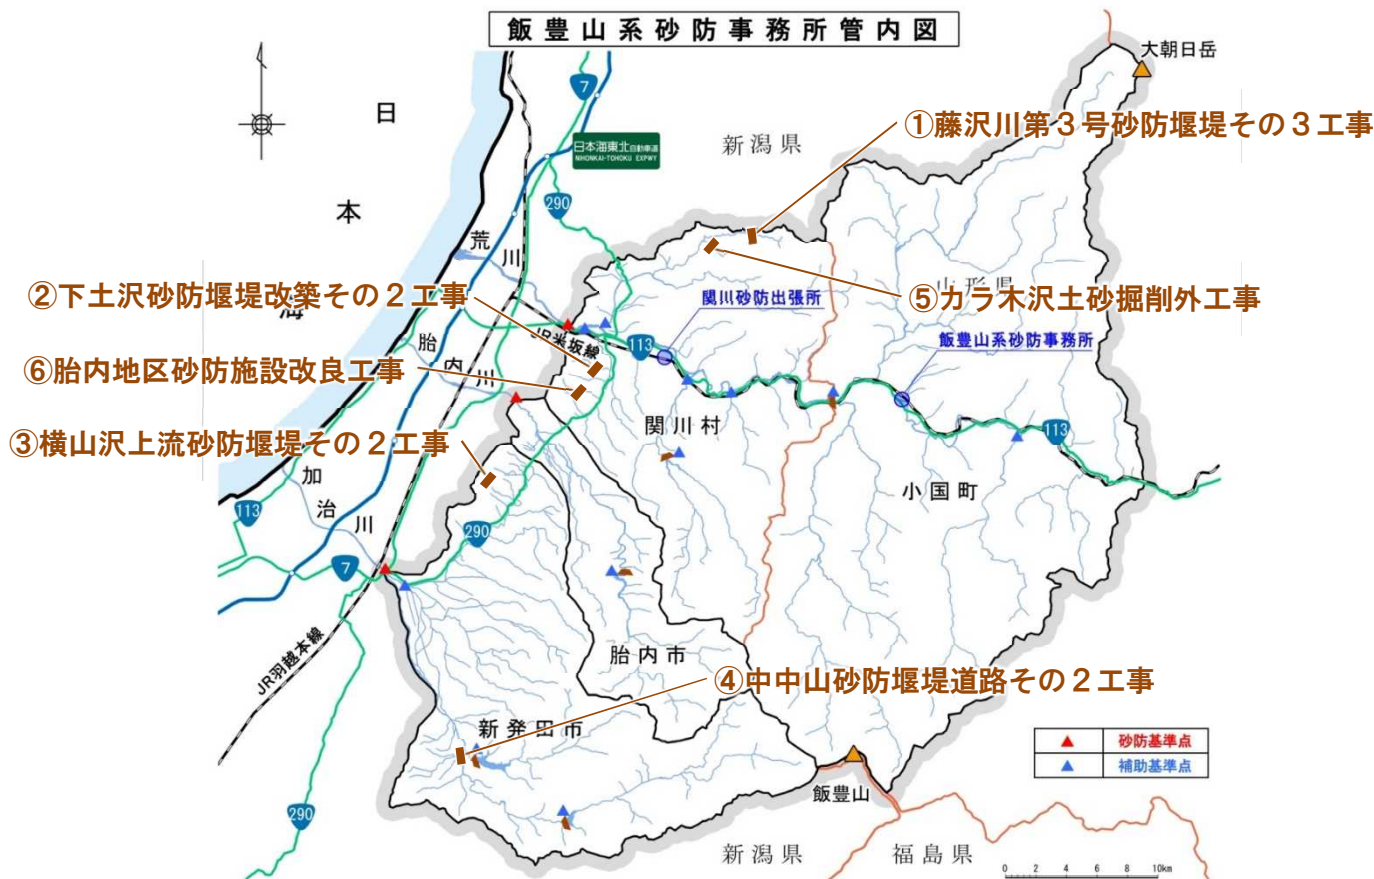 飯豊山系砂防事務所管内図
大朝日岳
7
日
本
海
日本海東北自動車道
NIHONKAI-TOHOKU EXPWY
新潟県
①藤沢川第3号砂防堰堤その3工事
290
荒川
②下土沢砂防堰堤改築その2工事
関川砂防出張所
山形県
⑤カラ木沢土砂掘削外工事
JR米坂線
113
飯豊山系砂防事務所
胎内川
⑥胎内地区砂防施設改良工事
関川村
113
③横山沢上流砂防堰堤その2工事
加治川
小国町
113
290
7
JR羽越本線
胎内市
④中中山砂防堰堤道路その2工事
新発田市
砂防基準点
補助基準点
飯豊山
290
新潟県
福島県
0 2 4 6 8 10km